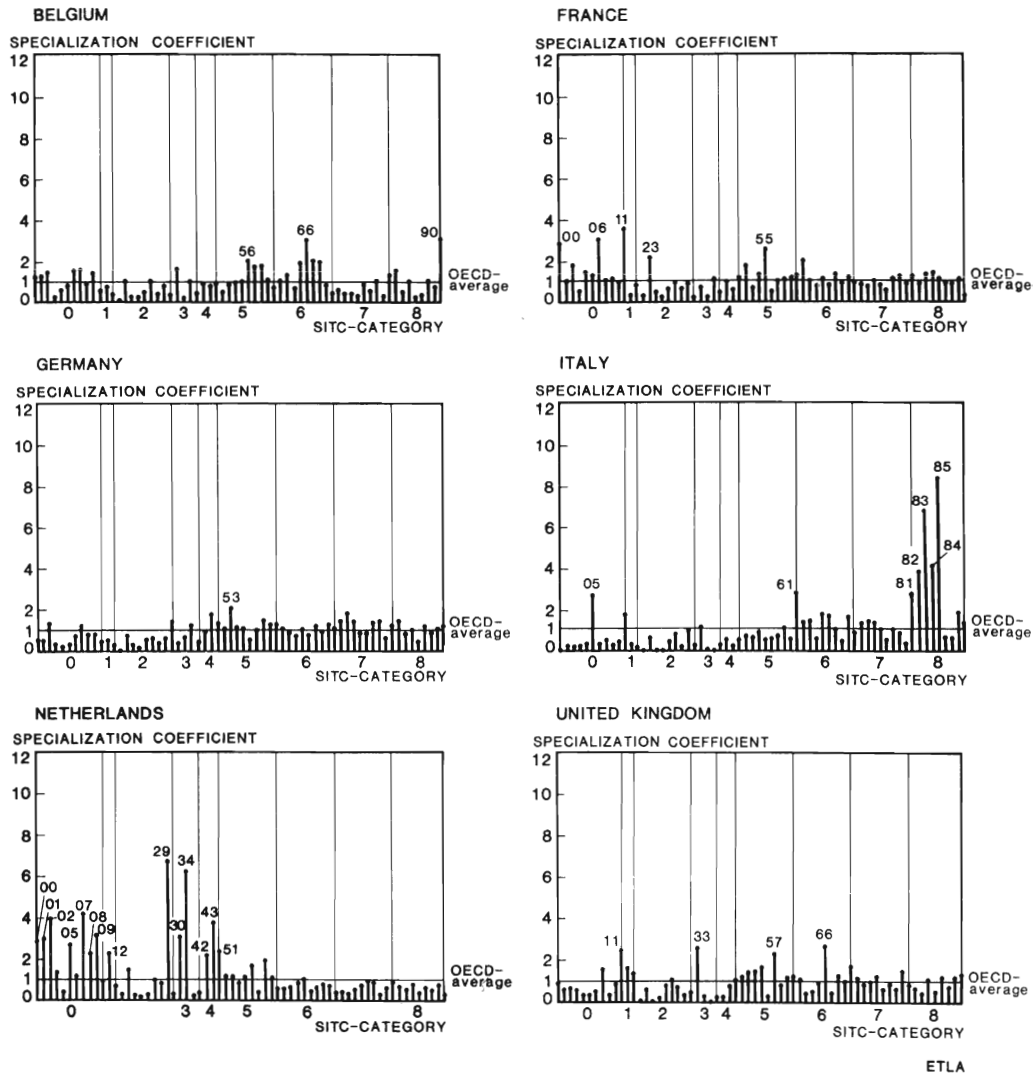 BELGIUM
SPECIALIZATION COEFFICIENT
12
10
8
6
4
2
1
0
56
66
90
OECD–
average
0 1 2 3 4 5 6 7 8
SITC–CATEGORY
FRANCE
SPECIALIZATION COEFFICIENT
12
10
8
6
4
2
1
0
00
06
11
23
55
OECD–
average
0 1 2 3 4 5 6 7 8
SITC–CATEGORY
GERMANY
SPECIALIZATION COEFFICIENT
12
10
8
6
4
2
1
0
53
OECD–
average
0 1 2 3 4 5 6 7 8
SITC–CATEGORY
ITALY
SPECIALIZATION COEFFICIENT
12
10
8
6
4
2
1
0
05
61
81
82
83
85
84
OECD–
average
0 1 2 3 4 5 6 7 8
SITC–CATEGORY
NETHERLANDS
SPECIALIZATION COEFFICIENT
12
10
8
6
4
2
1
0
00
01
02
05
07
08
09
12
29
30
34
42
43
51
OECD–
average
0 1 2 3 4 5 6 7 8
SITC–CATEGORY
UNITED KINGDOM
SPECIALIZATION COEFFICIENT
12
10
8
6
4
2
1
0
11
33
57
66
OECD–
average
0 1 2 3 4 5 6 7 8
SITC–CATEGORY
ETLA